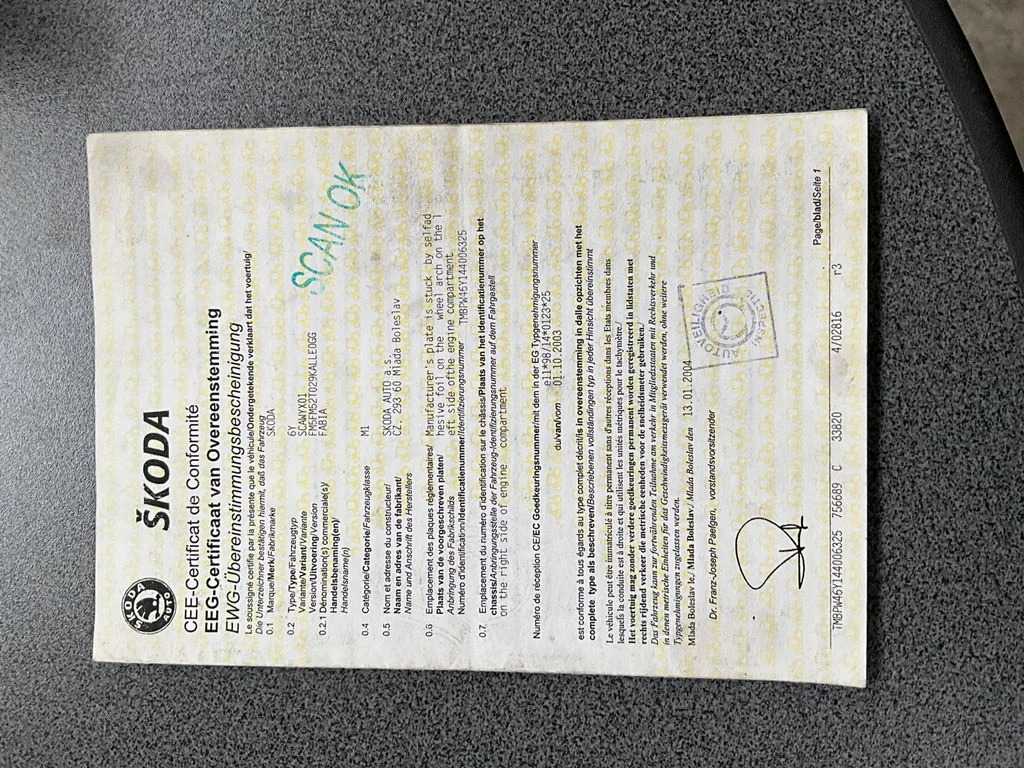 SKODA
AUTO
ŠKODA
CEE-Certificat de Conformité
EEG-Certificaat van Overeenstemming
EWG-Übereinstimmungsbescheinigung
Le soussigné certifie par la présente que le véhicule/Ondergetekende verklaart dat het voertuig/
Die Unterzeichner bestätigen hiermit, daß das Fahrzeug
0.1 Marque/Merk/Fabrikmarke SKODA
0.2 Type/Type/Fahrzeugtyp 6Y
Variante/Variant/Variante SCAWYX01
Version/Uitvoering/Version FM5FM52T029KALLE0GG
0.2.1 Dénomination(s) commerciale(s)/ FABIA
Handelsbenaming(en)
Handelsname(n)
SCAN OK
0.4 Catégorie/Categorie/Fahrzeugklasse M1
0.5 Nom et adresse du constructeur/ SKODA AUTO a.s.
Naam en adres van de fabrikant/ CZ, 293 60 Mlada Boleslav
Name und Anschrift des Herstellers
0.6 Emplacement des plaques réglementaires/ Manufacturer's plate is stuck by selfad
Plaats van de voorgeschreven platen/ hesive foil on the wheel arch on the l
Anbringung des Fabrikschilds eft side ofthe engine compartment
Numéro d'identification/Identificatienummer/Identifizierungsnummer TMBPW46Y144006325
0.7 Emplacement du numéro d'identification sur le châssis/Plaats van het identificatienummer op het
chassis/Anbringungsstelle der Fahrzeug-Identifizierungsnummer auf dem Fahrgestell
on the right side of engine compartment
Numéro de réception CE/EEC Goedkeuringsnummer/mit dem in der EG Typgenehmigungsnummer
e11*98/14*0123*25
du/van/vom 01.10.2003
est conforme à tous égards au type complet décrit/is in overeenstemming in dalle opzichten met het
complete type als beschreven/Beschriebenen vollständingen typ in jeder Hinsicht übereinstimmt
Le véhicule peut être immatriculé à titre permanent sans d'autres réceptions dans les Etats membres dans
lesquels la conduite est à droite et qui utilisent les unités métriques pour le tachymètre./
Het voertuig mag zonder verdere goedkeuringen permanent worden geregistreerd in lidstaten met
rechts rijdend verkeer die metrische eenheden voor de snelheidsmeter gebruiken./
Das Fahrzeug kann zur fortwährenden Teilnahme am verkehr in Mitgliedsstaaten mit Rechtsverkehr und
in denen metrische Einheiten für das Geschwindigkeitsmessgerät verwendet werden, ohne weitere
Typgenehmigungen zugelassen werden.
Mlada Boleslav le/ Mlada Boleslav/ Mlada Boleslav den 13.01.2004
Dr. Franz-Joseph Paefgen, vorstandsvorsitzender
AUTOVEILIGHEID
TMBPW46Y144006325 756689 C 33820 4/02816 r3
Page/blad/Seite 1